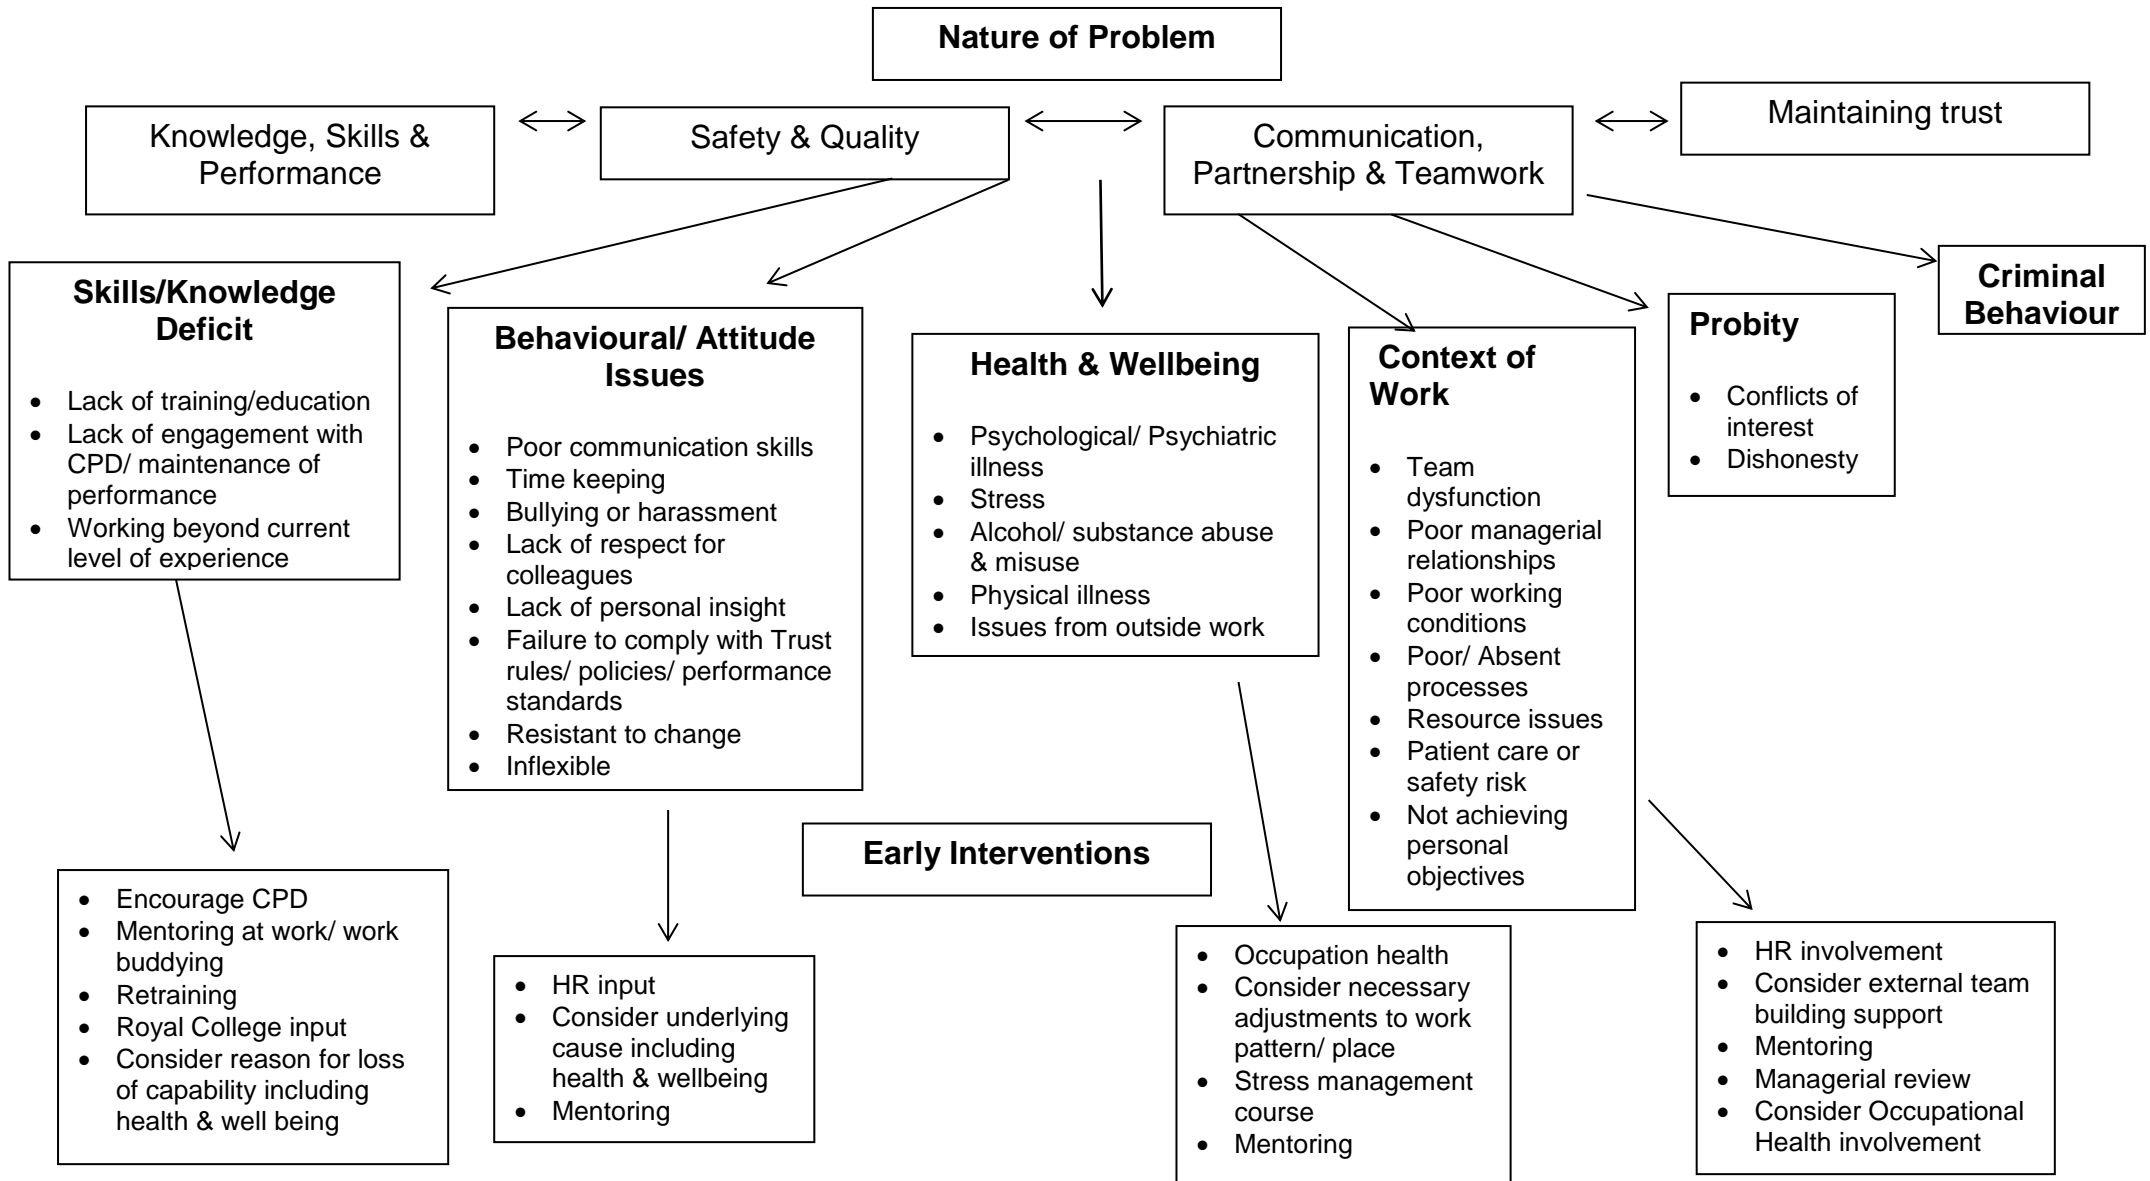 Nature of Problem
Knowledge, Skills &
Performance
Safety & Quality
Communication,
Partnership & Teamwork
Maintaining trust
Skills/Knowledge
Deficit
• Lack of training/education
• Lack of engagement with
CPD/ maintenance of
performance
• Working beyond current
level of experience
Behavioural/ Attitude
Issues
• Poor communication skills
• Time keeping
• Bullying or harassment
• Lack of respect for
colleagues
• Lack of personal insight
• Failure to comply with Trust
rules/ policies/ performance
standards
• Resistant to change
• Inflexible
Health & Wellbeing
• Psychological/ Psychiatric
illness
• Stress
• Alcohol/ substance abuse
& misuse
• Physical illness
• Issues from outside work
Context of
Work
• Team
dysfunction
• Poor managerial
relationships
• Poor working
conditions
• Poor/ Absent
processes
• Resource issues
• Patient care or
safety risk
• Not achieving
personal
objectives
Probity
• Conflicts of
interest
• Dishonesty
Criminal
Behaviour
Early Interventions
• Encourage CPD
• Mentoring at work/ work
buddying
• Retraining
• Royal College input
• Consider reason for loss
of capability including
health & well being
• HR input
• Consider underlying
cause including
health & wellbeing
• Mentoring
• Occupation health
• Consider necessary
adjustments to work
pattern/ place
• Stress management
course
• Mentoring
• HR involvement
• Consider external team
building support
• Mentoring
• Managerial review
• Consider Occupational
Health involvement